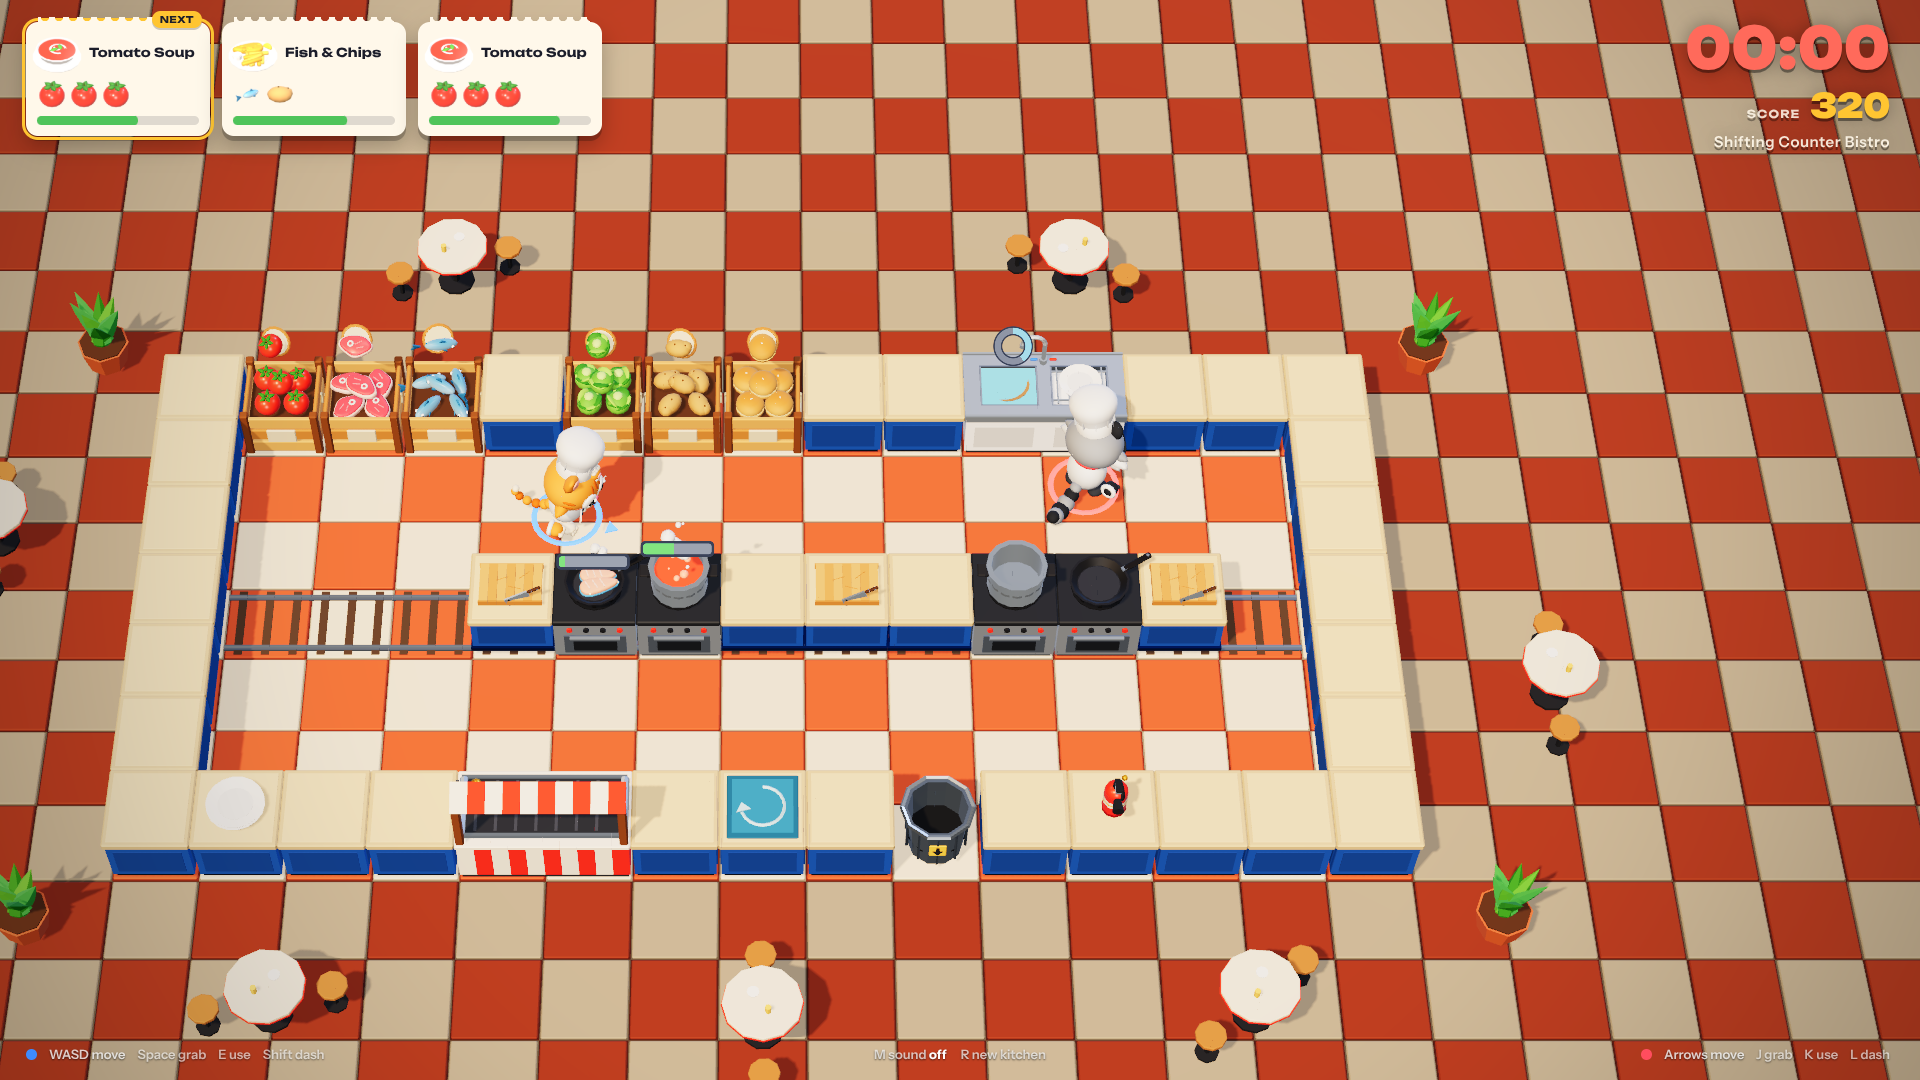 NEXT
Tomato Soup
Fish & Chips
Tomato Soup
00:00
SCORE 320
Shifting Counter Bistro
WASD move Space grab E use Shift dash
M sound off R new kitchen
Arrows move J grab K use L dash